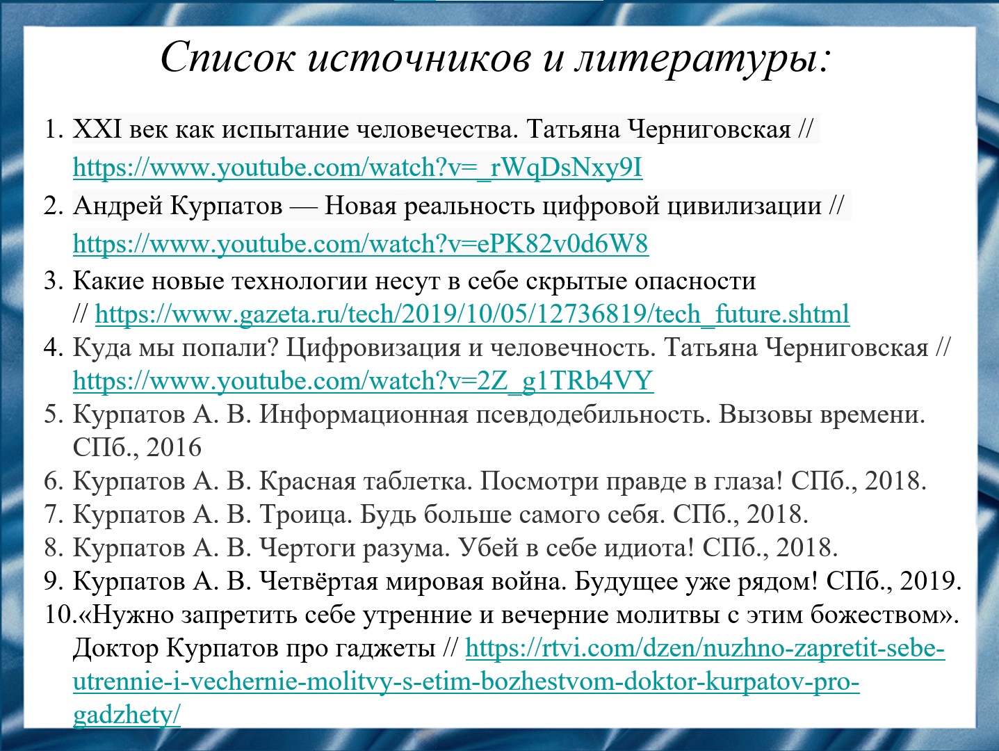 Список источников и литературы:
1. XXI век как испытание человечества. Татьяна Черниговская //
https://www.youtube.com/watch?v=_rWqDsNxy9I
2. Андрей Курпатов — Новая реальность цифровой цивилизации //
https://www.youtube.com/watch?v=ePK82v0d6W8
3. Какие новые технологии несут в себе скрытые опасности
// https://www.gazeta.ru/tech/2019/10/05/12736819/tech_future.shtml
4. Куда мы попали? Цифровизация и человечность. Татьяна Черниговская //
https://www.youtube.com/watch?v=2Z_g1TRb4VY
5. Курпатов А. В. Информационная псевдодебильность. Вызовы времени.
СПб., 2016
6. Курпатов А. В. Красная таблетка. Посмотри правде в глаза! СПб., 2018.
7. Курпатов А. В. Троица. Будь больше самого себя. СПб., 2018.
8. Курпатов А. В. Чертоги разума. Убей в себе идиота! СПб., 2018.
9. Курпатов А. В. Четвёртая мировая война. Будущее уже рядом! СПб., 2019.
10.«Нужно запретить себе утренние и вечерние молитвы с этим божеством».
Доктор Курпатов про гаджеты // https://rtvi.com/dzen/nuzhno-zapretit-sebe-
utrennie-i-vechernie-molitvy-s-etim-bozhestvom-doktor-kurpatov-pro-
gadzhety/